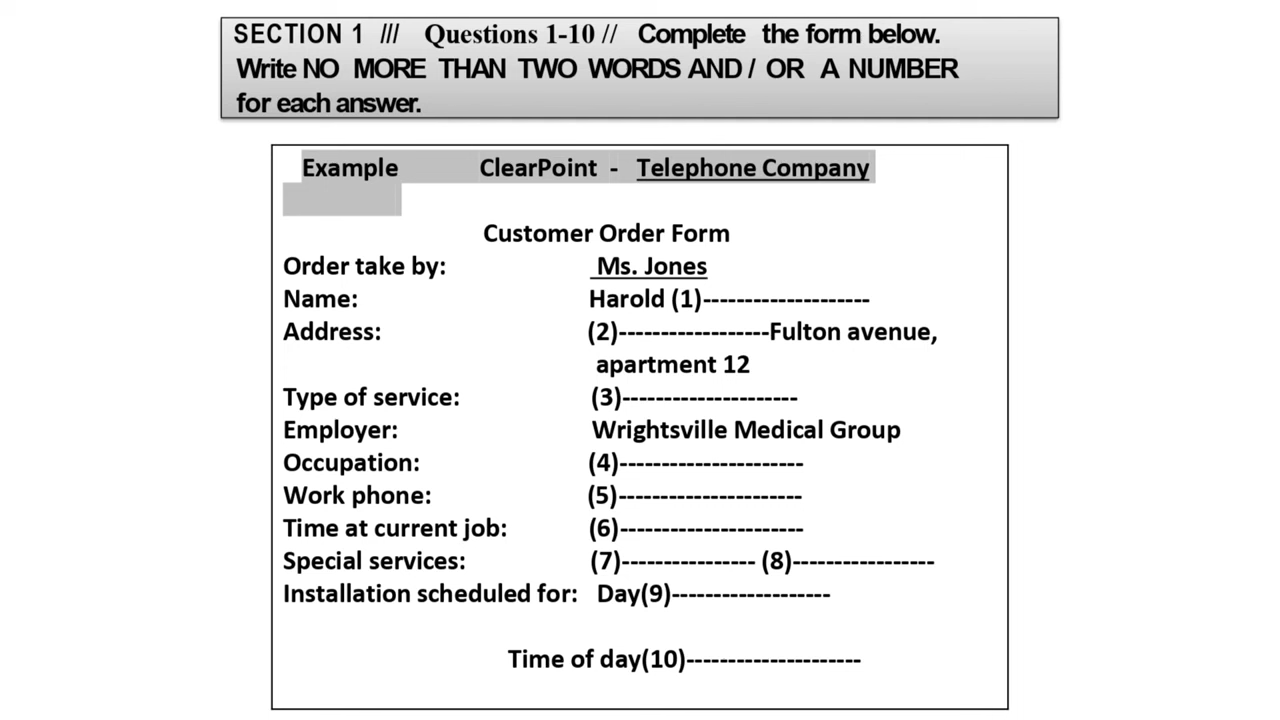 SECTION 1 /// Questions 1-10 // Complete the form below.
Write NO MORE THAN TWO WORDS AND / OR A NUMBER
for each answer.
Example ClearPoint - Telephone Company
Customer Order Form
Order take by: Ms. Jones
Name: Harold (1)--------------------
Address: (2)------------------Fulton avenue,
apartment 12
Type of service: (3)---------------------
Employer: Wrightsville Medical Group
Occupation: (4)----------------------
Work phone: (5)----------------------
Time at current job: (6)----------------------
Special services: (7)---------------- (8)-----------------
Installation scheduled for: Day(9)-------------------
Time of day(10)---------------------